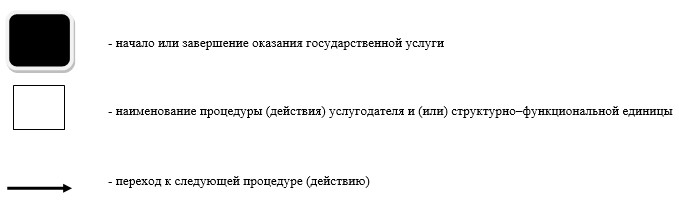 - начало или завершение оказания государственной услуги
- наименование процедуры (действия) услугодателя и (или) структурно–функциональной единицы
- переход к следующей процедуре (действию)